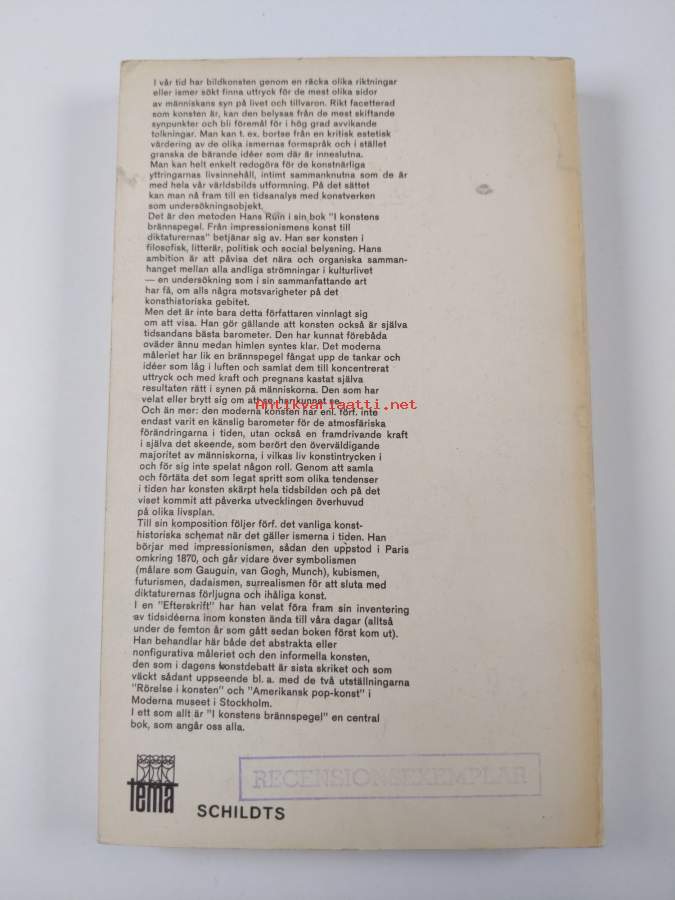 I vår tid har bildkonsten genom en räcka olika riktningar
eller ismer sökt finna uttryck för de mest olika sidor
av människans syn på livet och tillvaron. Rikt facetterad
som konsten är, kan den belysas från de mest skiftande
synpunkter och bli föremål för i hög grad avvikande
tolkningar. Man kan t. ex. bortse från en kritisk estetisk
värdering av de olika ismernas formspråk och i stället
granska de bärande idéer som där är inneslutna.
Man kan helt enkelt redogöra för de konstnärliga
yttringarnas livsinnehåll, intimt sammanknutna som de är
med hela vår världsbilds utformning. På det sättet
kan man nå fram till en tidsanalys med konstverken
som undersökningsobjekt.
Det är den metoden Hans Ruin i sin bok "I konstens
brännspegel. Från impressionismens konst till
diktaturernas" betjänar sig av. Han ser konsten i
filosofisk, litterär, politisk och social belysning. Hans
ambition är att påvisa det nära och organiska samman-
hanget mellan alla andliga strömningar i kulturlivet
— en undersökning som i sin sammanfattande art
har få, om alls några motsvarigheter på det
konsthistoriska gebitet.
Men det är inte bara detta författaren vinnlagt sig
om att visa. Han gör gällande att konsten också är själva
tidsandans bästa barometer. Den har kunnat förebåda
oväder ännu medan himlen syntes klar. Det moderna
måleriet har lik en brännspegel fångat upp de tankar och
idéer som låg i luften och samlat dem till koncentrerat
uttryck och med kraft och pregnans kastat själva
resultaten rätt i synen på människorna. Den som har
velat eller brytt sig om att se, har kunnat se.
Antikvariaatti.net
Och än mer: den moderna konsten har enl. förf. inte
endast varit en känslig barometer för de atmosfäriska
förändringarna i tiden, utan också en framdrivande kraft
i själva det skeende, som berört den överväldigande
majoritet av människorna, i vilkas liv konstintrycken i
och för sig inte spelat någon roll. Genom att samla
och förtäta det som legat spritt som olika tendenser
i tiden har konsten skärpt hela tidsbilden och på det
viset kommit att påverka utvecklingen överhuvud
på olika livsplan.
Till sin komposition följer förf. det vanliga konst-
historiska schemat när det gäller ismerna i tiden. Han
börjar med impressionismen, sådan den uppstod i Paris
omkring 1870, och går vidare över symbolismen
(målare som Gauguin, van Gogh, Munch), kubismen,
futurismen, dadaismen, surrealismen för att sluta med
diktaturernas förljugna och ihåliga konst.
I en "Efterskrift" har han velat föra fram sin inventering
av tidsidéerna inom konsten ända till våra dagar (alltså
under de femton år som gått sedan boken först kom ut).
Han behandlar här både det abstrakta eller
nonfigurativa måleriet och den informella konsten,
den som i dagens konstdebatt är sista skriket och som
väckt sådant uppseende bl. a. med de två utställningarna
"Rörelse i konsten" och "Amerikansk pop-konst" i
Moderna museet i Stockholm.
I ett som allt är "I konstens brännspegel" en central
bok, som angår oss alla.
RECENSIONSEXEMPLAR
tema
SCHILDTS